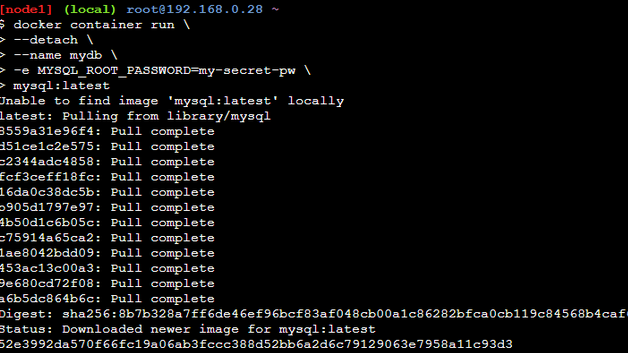 [node1] (local) root@192.168.0.28 ~
$ docker container run \
> --detach \
> --name mydb \
> -e MYSQL_ROOT_PASSWORD=my-secret-pw \
> mysql:latest
Unable to find image 'mysql:latest' locally
latest: Pulling from library/mysql
8559a31e96f4: Pull complete
d51ce1c2e575: Pull complete
c2344adc4858: Pull complete
fcf3ceff18fc: Pull complete
16da0c38dc5b: Pull complete
b905d1797e97: Pull complete
4b50d1c6b05c: Pull complete
c75914a65ca2: Pull complete
1ae8042bdd09: Pull complete
453ac13c00a3: Pull complete
9e680cd72f08: Pull complete
a6b5dc864b6c: Pull complete
Digest: sha256:8b7b328a7ff6de46ef96bcf83af048cb00a1c86282bfca0cb119c84568b4caf6
Status: Downloaded newer image for mysql:latest
52e3992da570f66fc19a06ab3fccc388d52bb6a2d6c79129063e7958a11c93d3